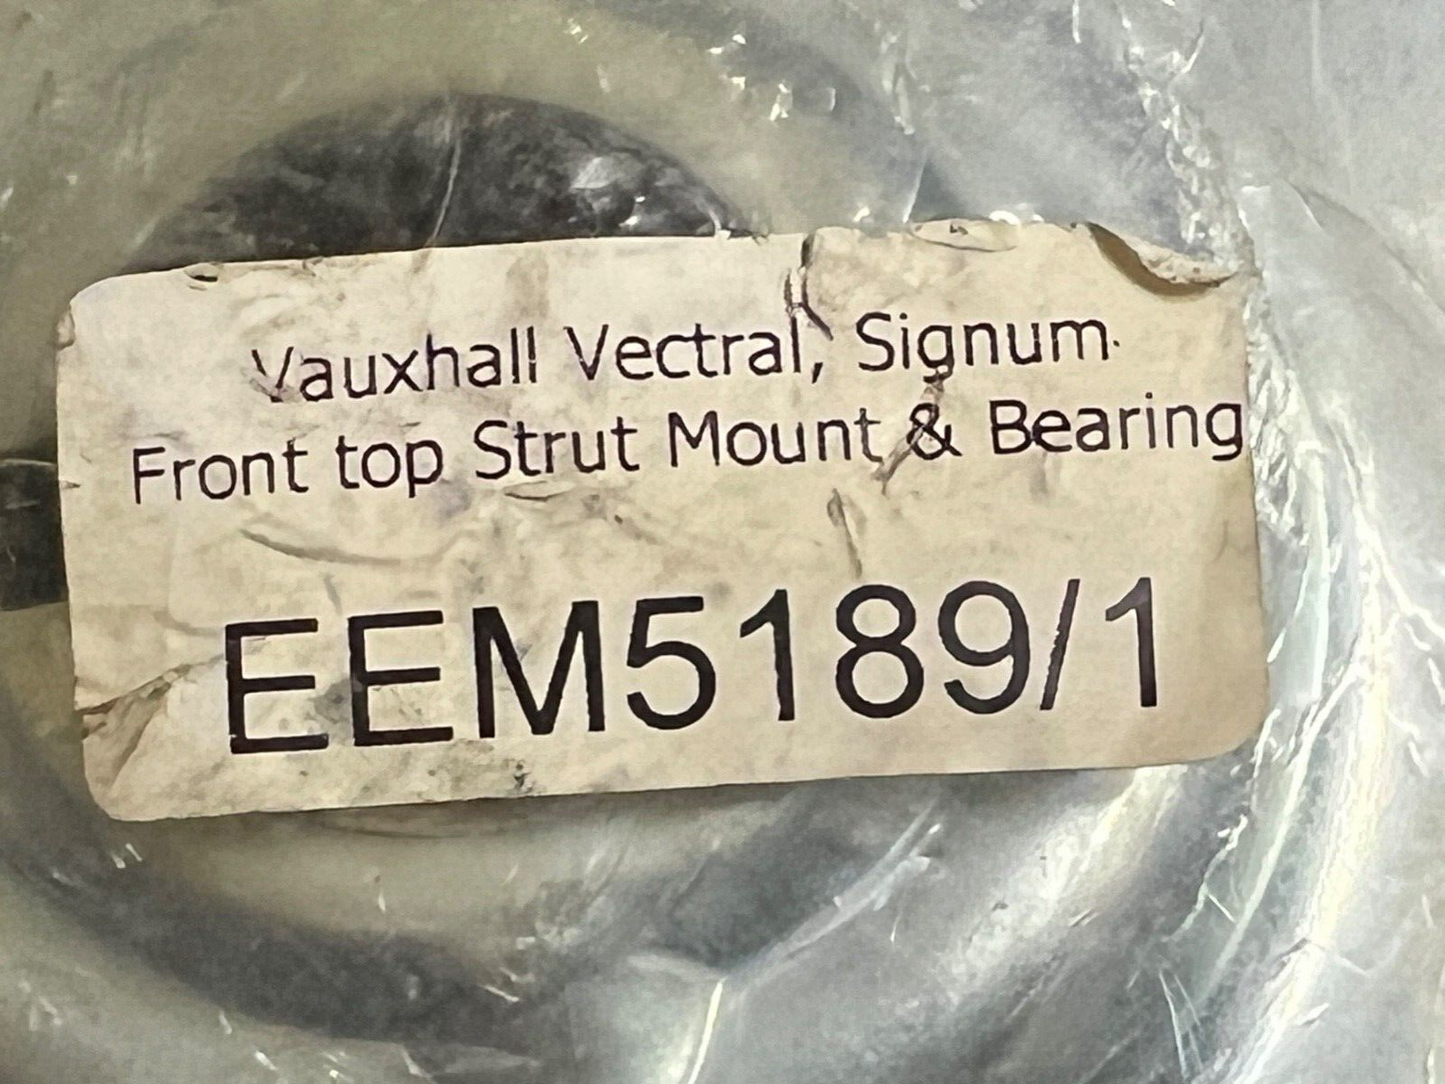 Vauxhall Vectral, Signum.
Front top Strut Mount & Bearing
EEM5189/1